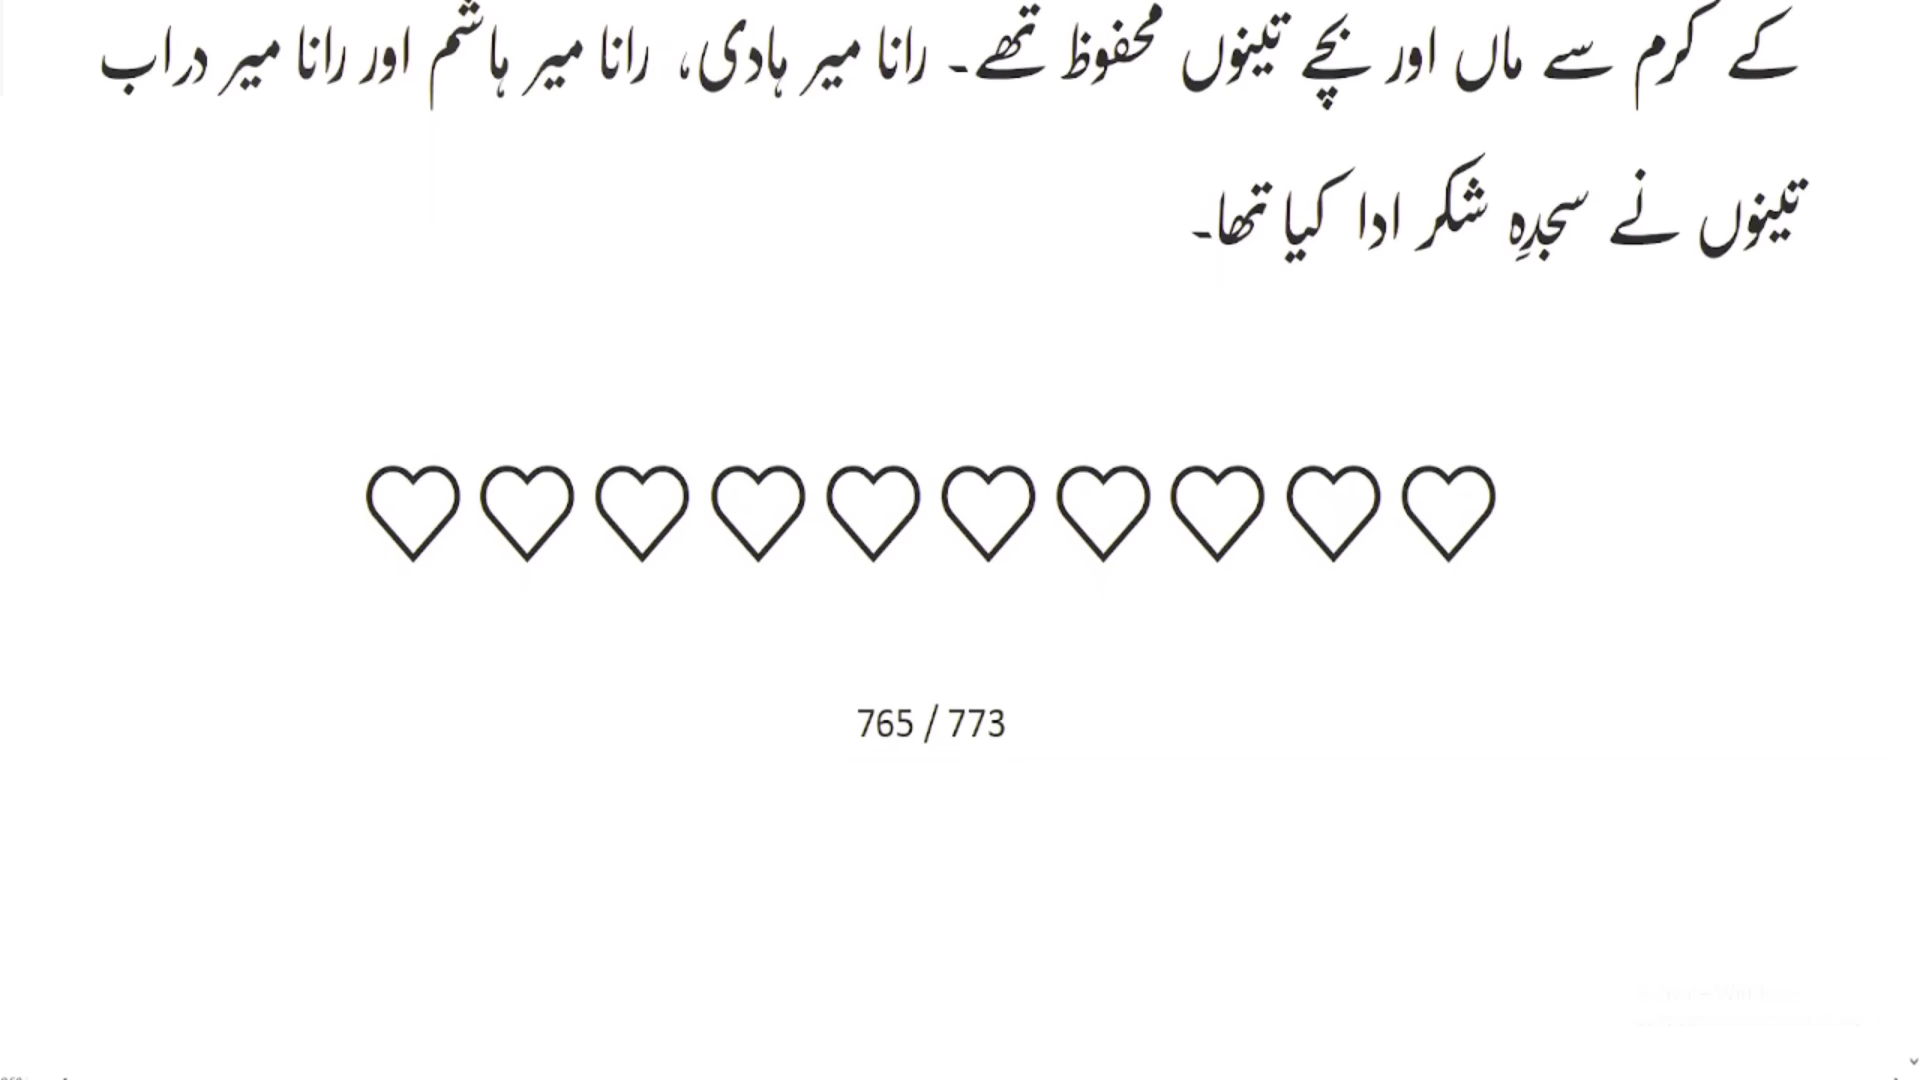 کے کرم سے ماں اور بچے تینوں محفوظ تھے۔ رانا میر ہادی، رانا میر ہاشم اور رانا میر دراب
تینوں نے سجدہِ شکر ادا کیا تھا۔
♡♡♡♡♡♡♡♡♡♡
765 / 773